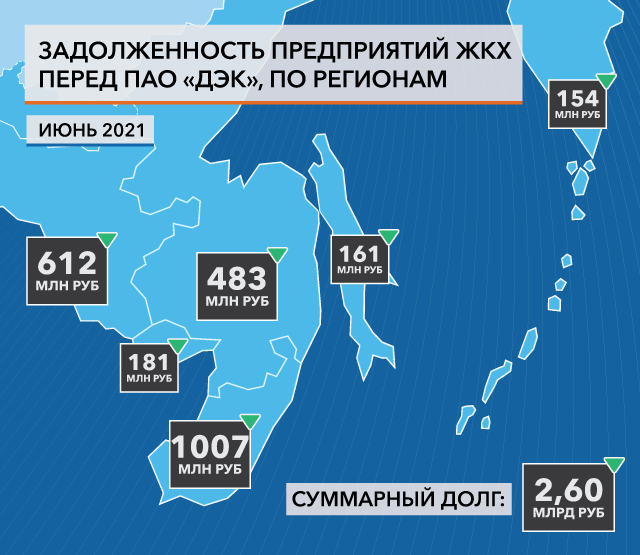 ЗАДОЛЖЕННОСТЬ ПРЕДПРИЯТИЙ ЖКХ
ПЕРЕД ПАО «ДЭК», ПО РЕГИОНАМ
ИЮНЬ 2021
154
МЛН РУБ
612
МЛН РУБ
483
МЛН РУБ
161
МЛН РУБ
181
МЛН РУБ
1007
МЛН РУБ
СУММАРНЫЙ ДОЛГ:
2,60
МЛРД РУБ